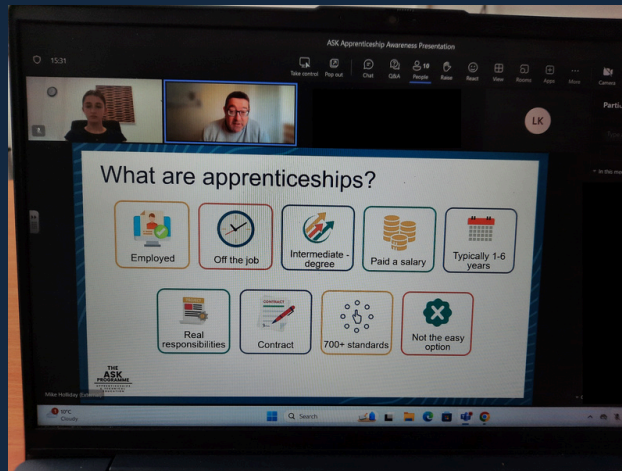 ASK Apprenticeship Awareness Presentation
15:31
Take control
Pop out
Chat
Q&A
10
People
Raise
React
View
Rooms
Apps
More
Camera
LK
What are apprenticeships?
Employed
Off the job
Intermediate -
degree
Paid a salary
Typically 1-6
years
Real
responsibilities
CONTRACT
Contract
700+ standards
Not the easy
option
THE
ASK
PROGRAMME
Mike Holliday
10°C
Cloudy
Search